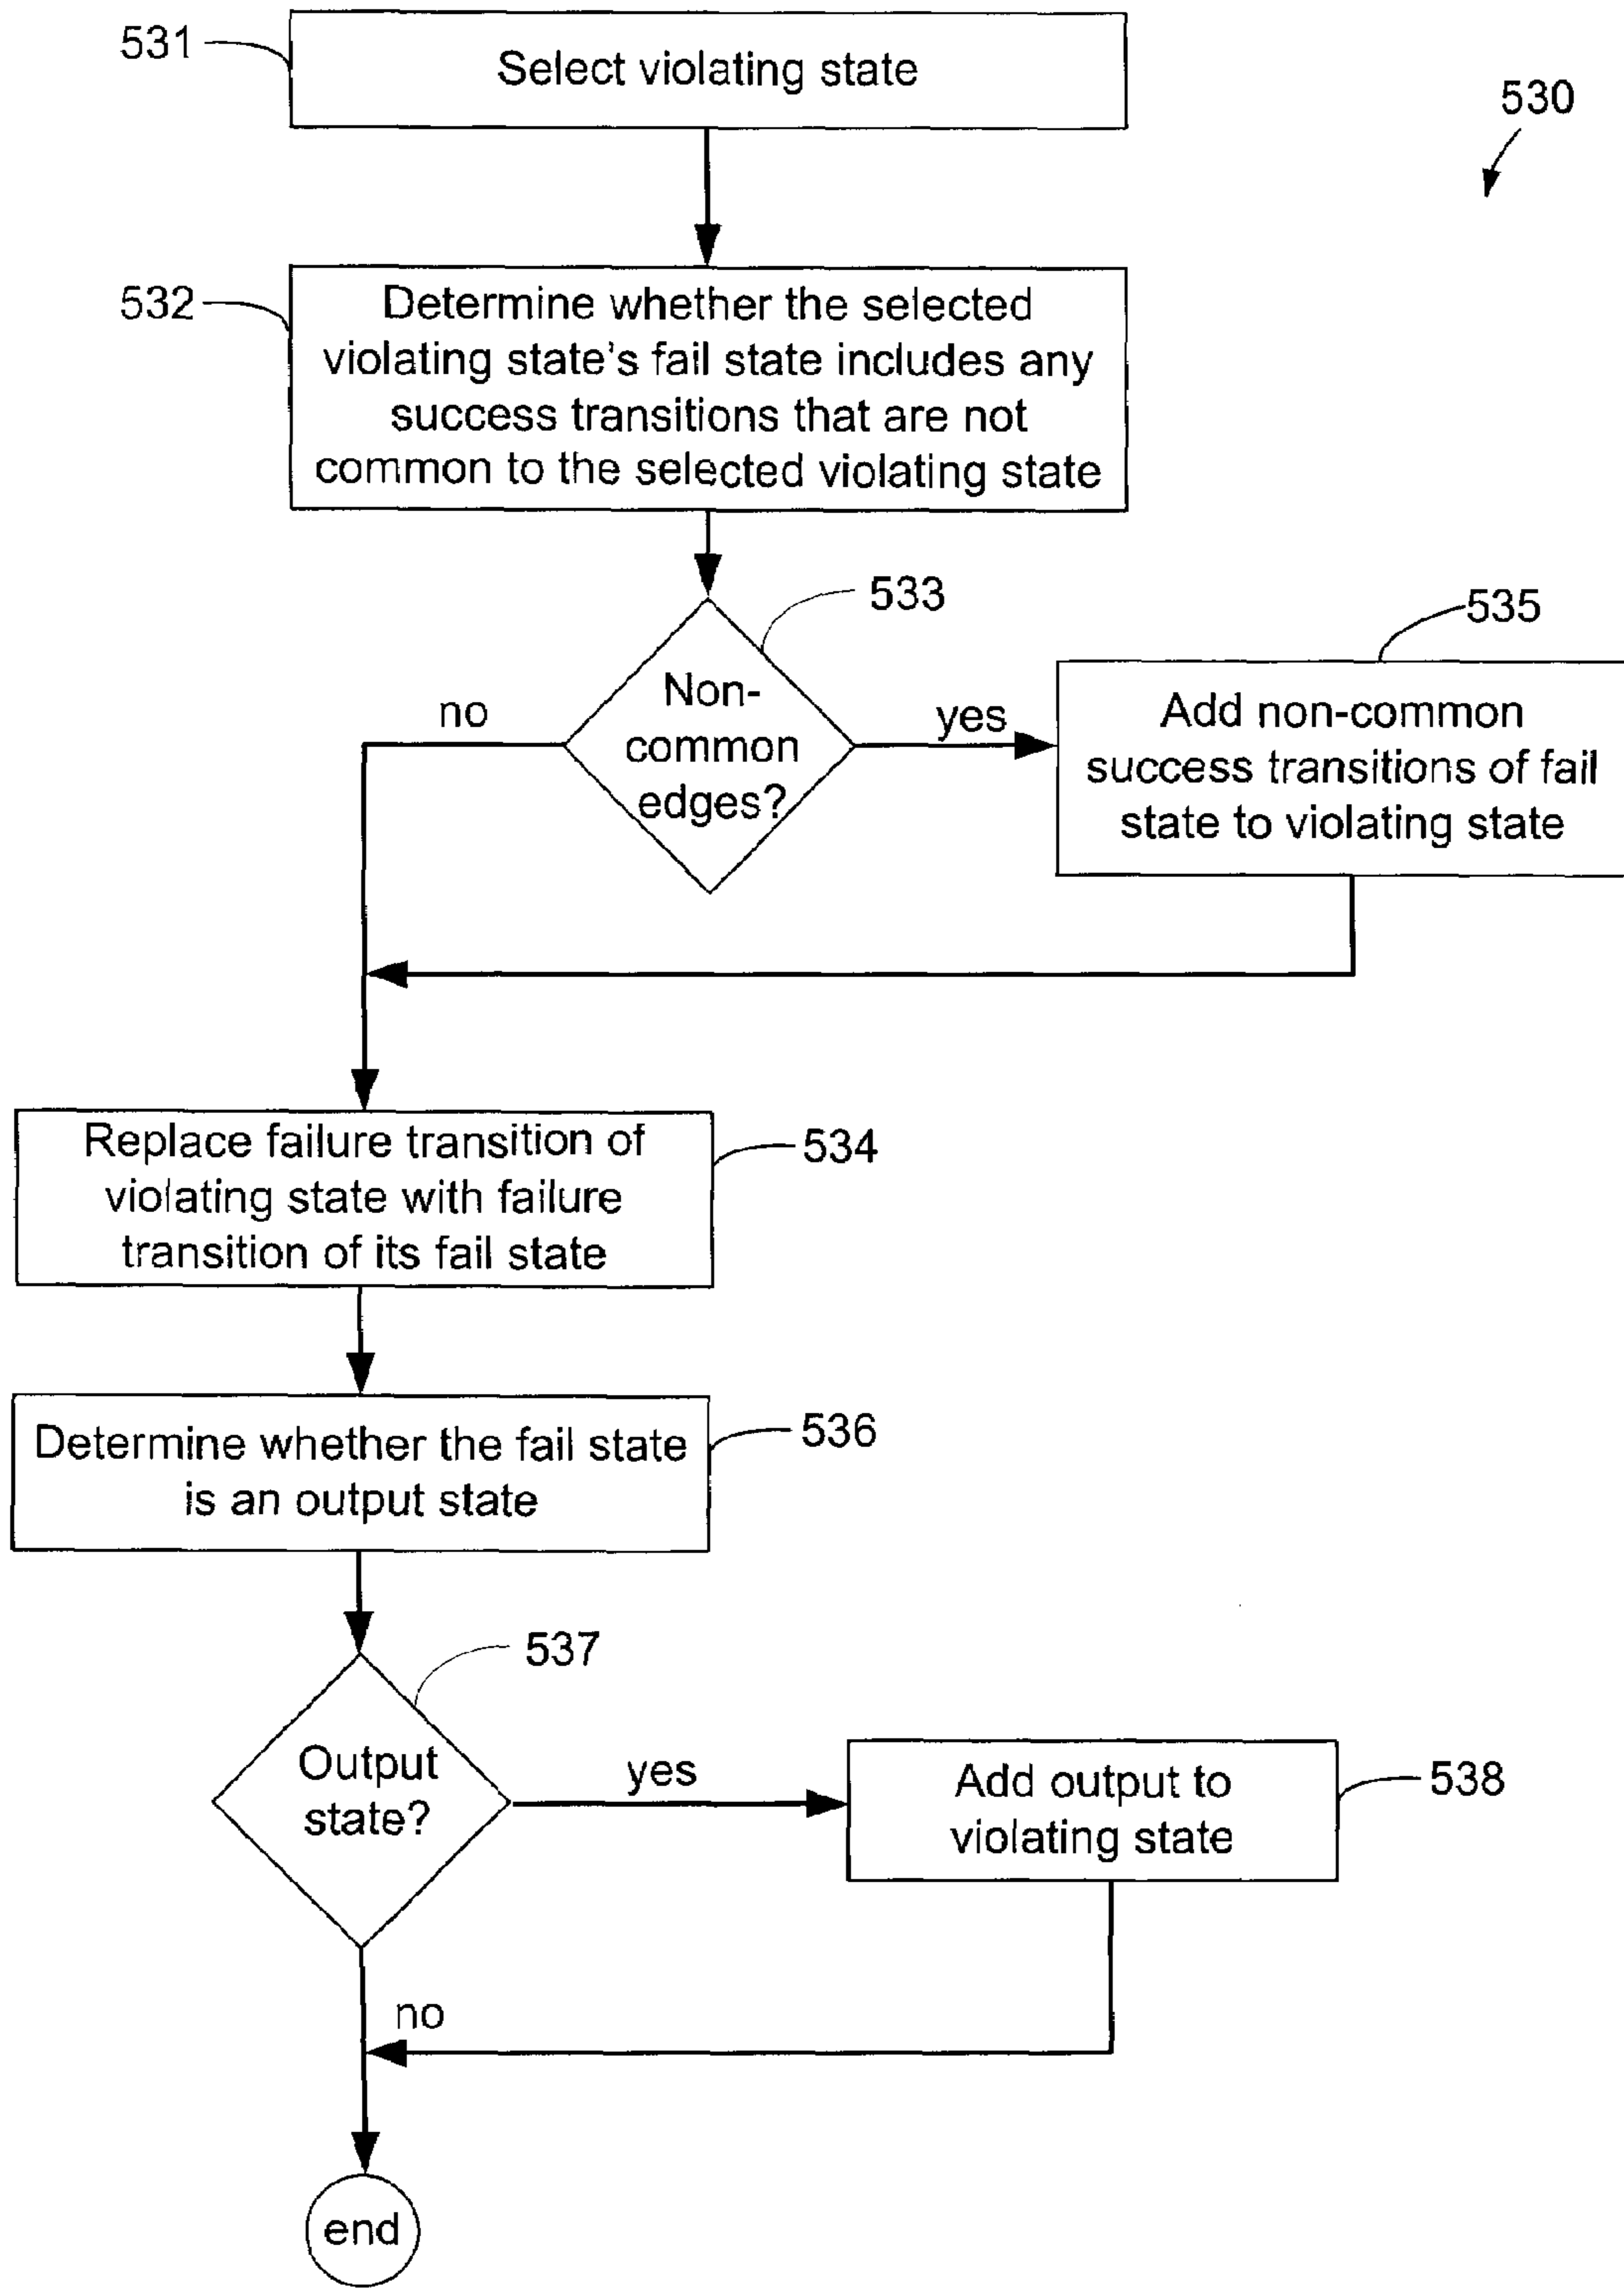 531
Select violating state
530
532
Determine whether the selected
violating state's fail state includes any
success transitions that are not
common to the selected violating state
533
535
Non-
common
edges?
no
yes
Add non-common
success transitions of fail
state to violating state
Replace failure transition of
violating state with failure
transition of its fail state
534
Determine whether the fail state
is an output state
536
537
Output
state?
yes
Add output to
violating state
538
no
end